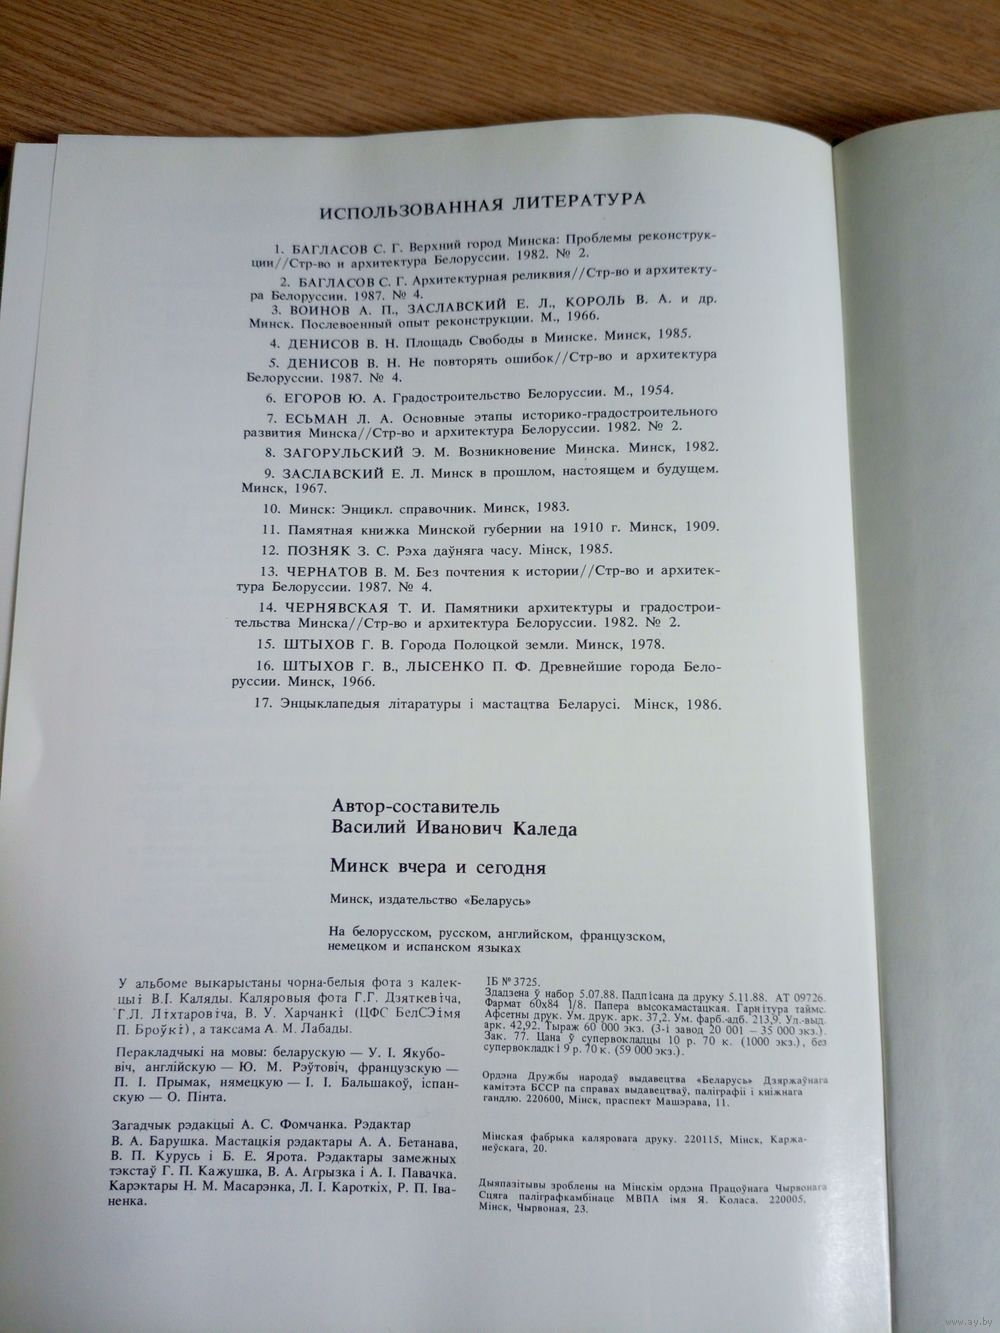 ИСПОЛЬЗОВАННАЯ ЛИТЕРАТУРА
1. БАГЛАСОВ С. Г. Верхний город Минска: Проблемы реконструк-
ции//Стр-во и архитектура Белоруссии. 1982. № 2.
2. БАГЛАСОВ С. Г. Архитектурная реликвия//Стр-во и архитекту-
ра Белоруссии. 1987. № 4.
3. ВОИНОВ А. П., ЗАСЛАВСКИЙ Е. Л., КОРОЛЬ В. А. и др.
Минск. Послевоенный опыт реконструкции. М., 1966.
4. ДЕНИСОВ В. Н. Площадь Свободы в Минске. Минск, 1985.
5. ДЕНИСОВ В. Н. Не повторять ошибок//Стр-во и архитектура
Белоруссии. 1987. № 4.
6. ЕГОРОВ Ю. А. Градостроительство Белоруссии. М., 1954.
7. ЕСЬМАН Л. А. Основные этапы историко-градостроительного
развития Минска//Стр-во и архитектура Белоруссии. 1982. № 2.
8. ЗАГОРУЛЬСКИЙ Э. М. Возникновение Минска. Минск, 1982.
9. ЗАСЛАВСКИЙ Е. Л. Минск в прошлом, настоящем и будущем.
Минск, 1967.
10. Минск: Энцикл. справочник. Минск, 1983.
11. Памятная книжка Минской губернии на 1910 г. Минск, 1909.
12. ПОЗНЯК З. С. Рэха даўняга часу. Мінск, 1985.
13. ЧЕРНАТОВ В. М. Без почтения к истории//Стр-во и архитек-
тура Белоруссии. 1987. № 4.
14. ЧЕРНЯВСКАЯ Т. И. Памятники архитектуры и градострои-
тельства Минска//Стр-во и архитектура Белоруссии. 1982. № 2.
15. ШТЫХОВ Г. В. Города Полоцкой земли. Минск, 1978.
16. ШТЫХОВ Г. В., ЛЫСЕНКО П. Ф. Древнейшие города Бело-
руссии. Минск, 1966.
17. Энцыклапедыя літаратуры і мастацтва Беларусі. Мінск, 1986.
Автор-составитель
Василий Иванович Каледа
Минск вчера и сегодня
Минск, издательство «Беларусь»
На белорусском, русском, английском, французском,
немецком и испанском языках
У альбоме выкарыстаны чорна-белыя фота з калек-
цыі В.І. Каляды. Каляровыя фота Г.Г. Дзяткевіча,
Г.Л. Ліхтаровіча, В. У. Харчанкі (ЦФС БелСЭімя
П. Броўкі), а таксама А. М. Лабады.
Перакладчыкі на мовы: беларускую — У. І. Якубо-
віч, англійскую — Ю. М. Рэўтовіч, французскую —
П. І. Прымак, нямецкую — І. І. Бальшакоў, іспан-
скую — О. Пінта.
Загадчык рэдакцыі А. С. Фомчанка. Рэдактар
В. А. Барушка. Мастацкія рэдактары А. А. Бетанава,
В. П. Курусь і Б. Е. Ярота. Рэдактары замежных
тэкстаў Г. П. Кажушка, В. А. Агрызка і А. І. Павачка.
Карэктары Н. М. Масарэнка, Л. І. Кароткіх, Р. П. Іва-
ненка.
ІБ № 3725.
Здадзена ў набор 5.07.88. Падпісана да друку 5.11.88. АТ 09726.
Фармат 60х84 1/8. Папера высокамастацкая. Гарнітура таймс.
Афсетны друк. Ум. друк. арк. 37,2. Ум. фарб.-адб. 213,9. Ул.-выд.
арк. 42,92. Тыраж 60 000 экз. (3-і завод 20 001 — 35 000 экз.).
Зак. 77. Цана ў супервокладцы 10 р. 70 к. (1000 экз.), без
супервокладкі 9 р. 70 к. (59 000 экз.).
Ордэна Дружбы народаў выдавецтва «Беларусь» Дзяржаўнага
камітэта БССР па справах выдавецтваў, паліграфіі і кніжнага
гандлю. 220600, Мінск, праспект Машэрава, 11.
Мінская фабрыка каляровага друку. 220115, Мінск, Каржа-
неўскага, 20.
Дыяпазітывы зроблены на Мінскім ордэна Працоўнага Чырвонага
Сцяга паліграфкамбінаце МВПА імя Я. Коласа. 220005,
Мінск, Чырвоная, 23.
www.ay.by